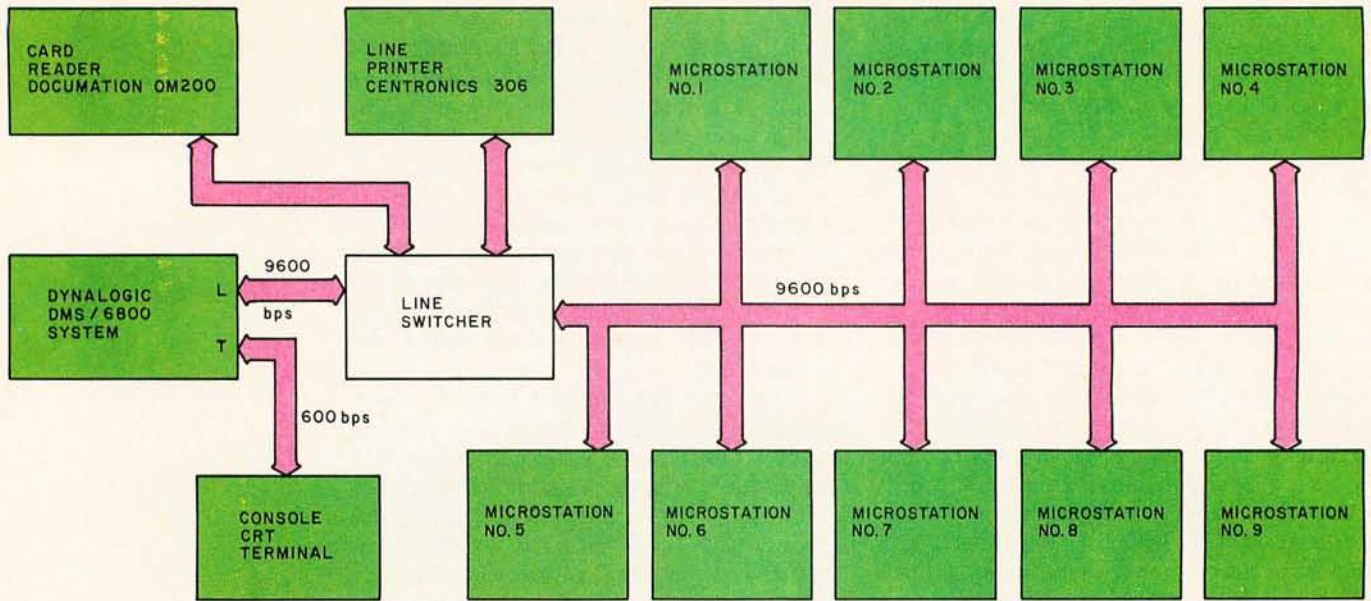 CARD
READER
DOCUMATION OM200
LINE
PRINTER
CENTRONICS 306
MICROSTATION
NO.1
MICROSTATION
NO.2
MICROSTATION
NO.3
MICROSTATION
NO.4
DYNALOGIC
DMS/6800
SYSTEM
L
T
9600
bps
LINE
SWITCHER
9600 bps
600 bps
CONSOLE
CRT
TERMINAL
MICROSTATION
NO.5
MICROSTATION
NO.6
MICROSTATION
NO.7
MICROSTATION
NO.8
MICROSTATION
NO.9